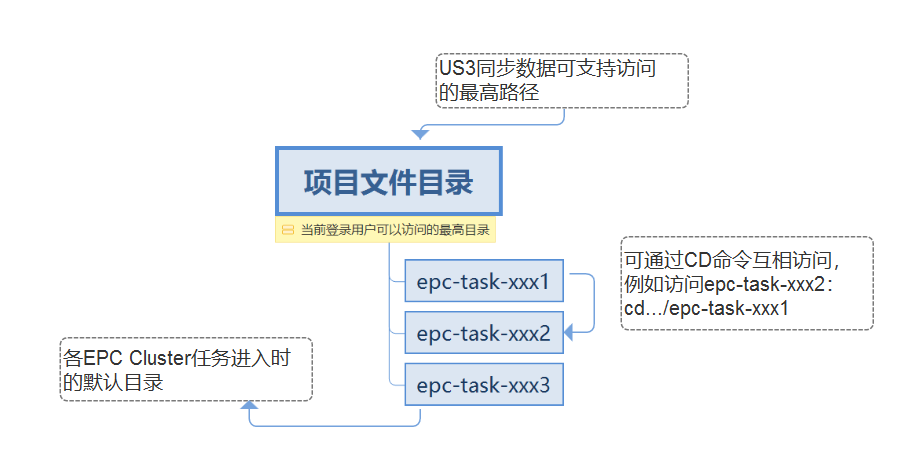 US3同步数据可支持访问
的最高路径
项目文件目录
当前登录用户可以访问的最高目录
epc-task-xxx1
可通过CD命令互相访问,
例如访问epc-task-xxx2：
cd.../epc-task-xxx1
epc-task-xxx2
各EPC Cluster任务进入时
的默认目录
epc-task-xxx3